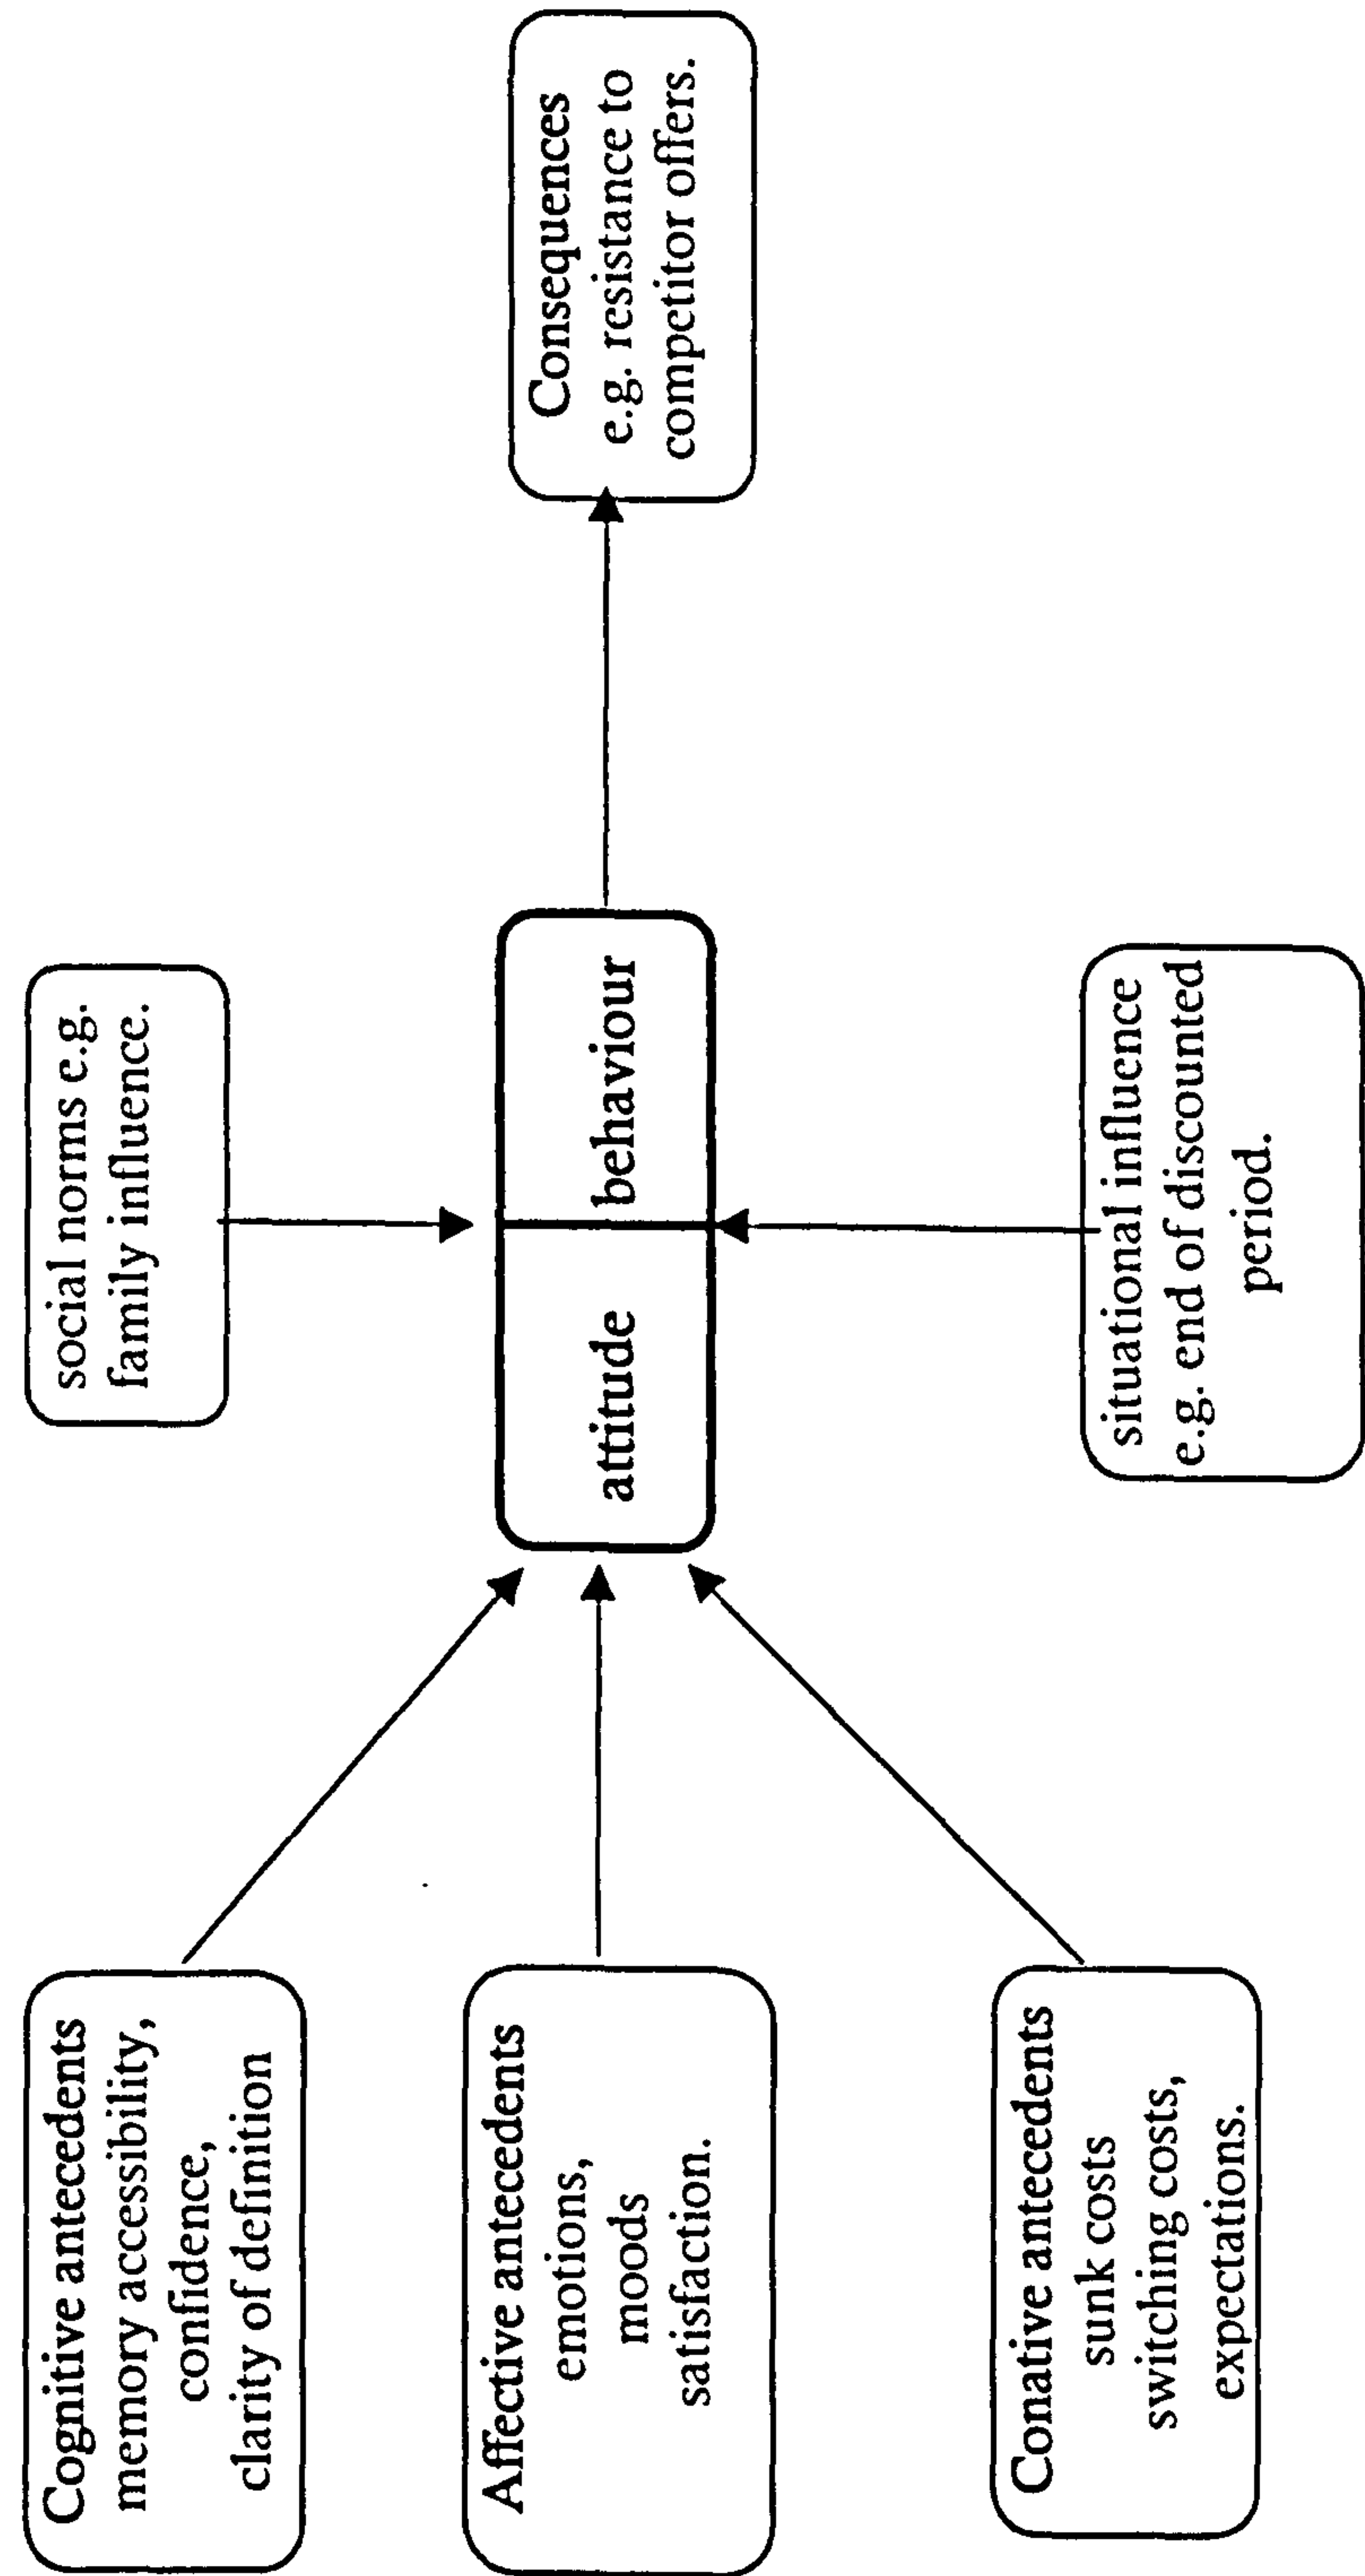 Cognitive antecedents
memory accessibility,
confidence,
clarity of definition
Affective antecedents
emotions,
moods
satisfaction.
Conative antecedents
sunk costs
switching costs,
expectations.
social norms e.g.
family influence.
attitude behaviour
situational influence
e.g. end of discounted
period.
Consequences
e.g. resistance to
competitor offers.